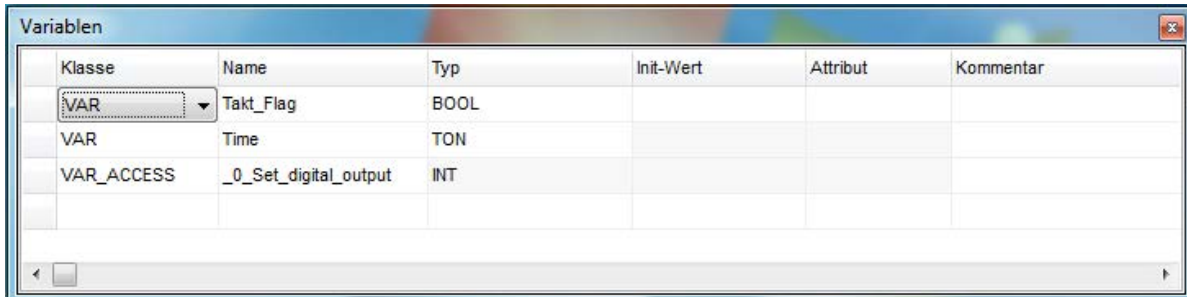 Variablen
Klasse Name Typ Init-Wert Attribut Kommentar
VAR Takt_Flag BOOL
VAR Time TON
VAR_ACCESS _0_Set_digital_output INT